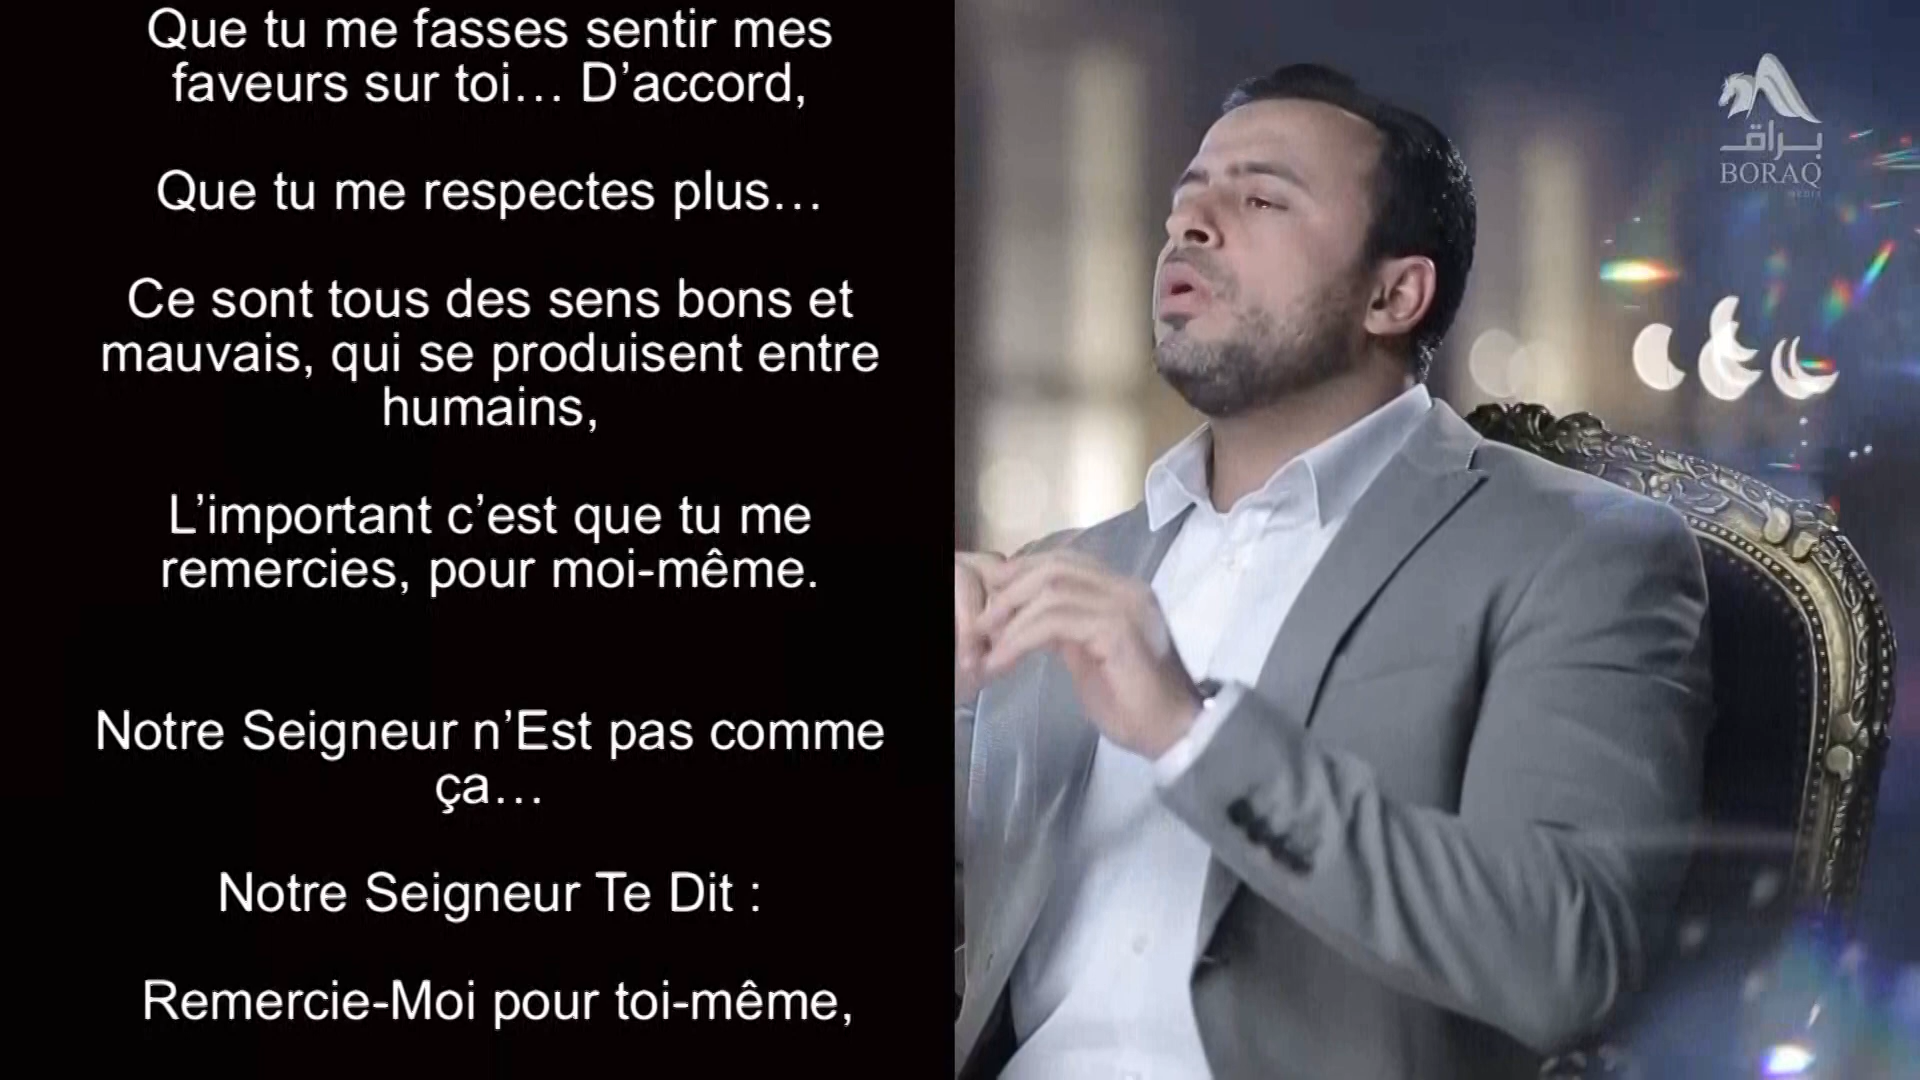 Que tu me fasses sentir mes
faveurs sur toi… D’accord,
Que tu me respectes plus…
Ce sont tous des sens bons et
mauvais, qui se produisent entre
humains,
L’important c’est que tu me
remercies, pour moi-même.
Notre Seigneur n’Est pas comme
ça…
Notre Seigneur Te Dit :
Remercie-Moi pour toi-même,
براق
BORAQ
MEDIA